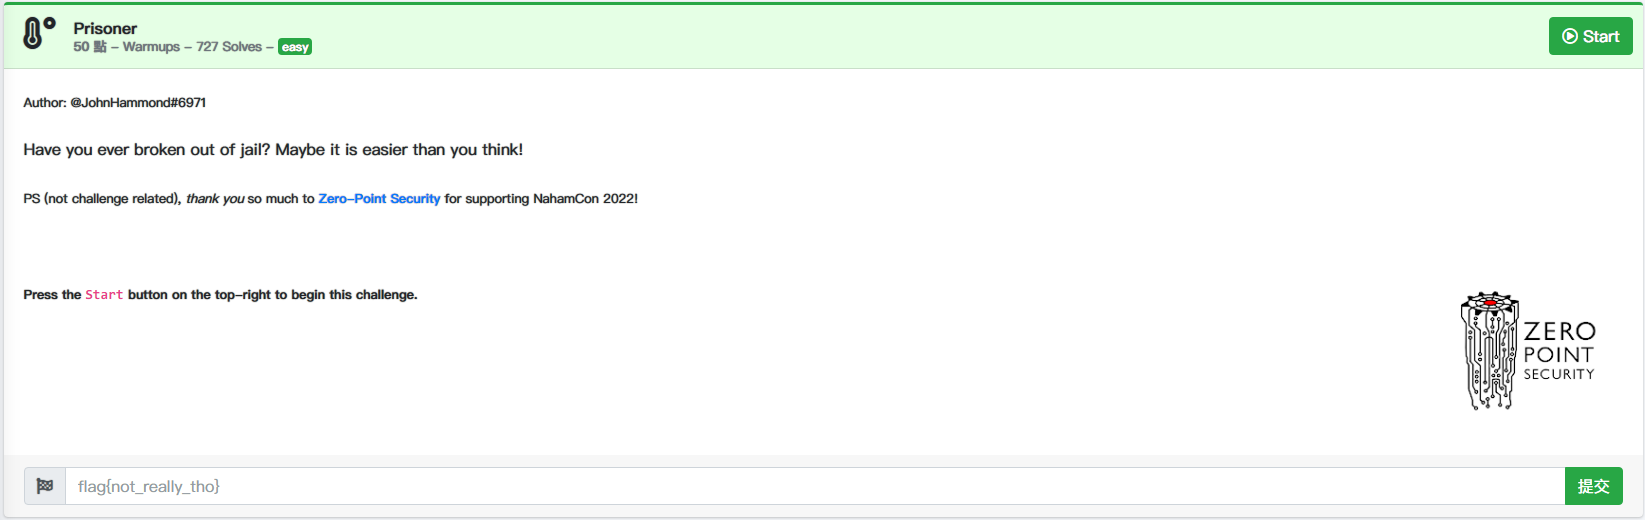 Prisoner
50 點 - Warmups - 727 Solves - easy
Start
Author: @JohnHammond#6971
Have you ever broken out of jail? Maybe it is easier than you think!
PS (not challenge related), thank you so much to Zero-Point Security for supporting NahamCon 2022!
Press the Start button on the top-right to begin this challenge.
ZERO
POINT
SECURITY
flag{not_really_tho}
提交